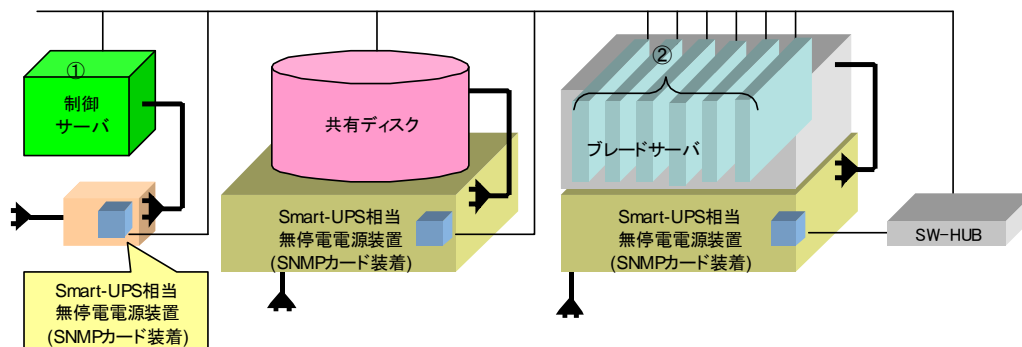 ①
制御
サーバ
共有ディスク
②
ブレードサーバ
Smart-UPS相当
無停電電源装置
(SNMPカード装着)
Smart-UPS相当
無停電電源装置
(SNMPカード装着)
SW-HUB
Smart-UPS相当
無停電電源装置
(SNMPカード装着)